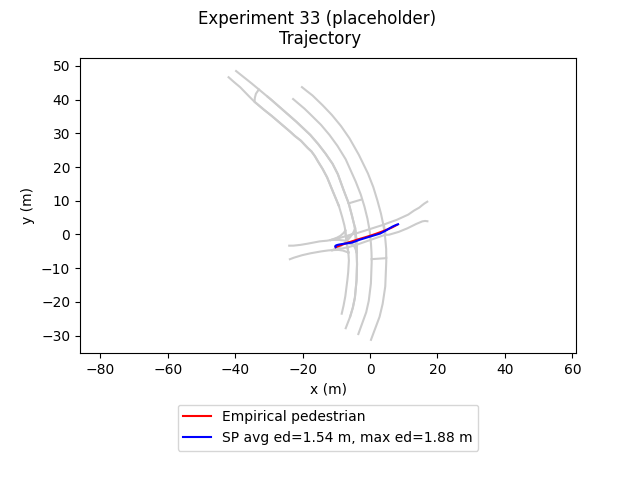 Experiment 33 (placeholder)
Trajectory
50
40
30
20
10
0
−10
−20
−30
y (m)
−80
−60
−40
−20
0
20
40
60
x (m)
Empirical pedestrian
SP avg ed=1.54 m, max ed=1.88 m